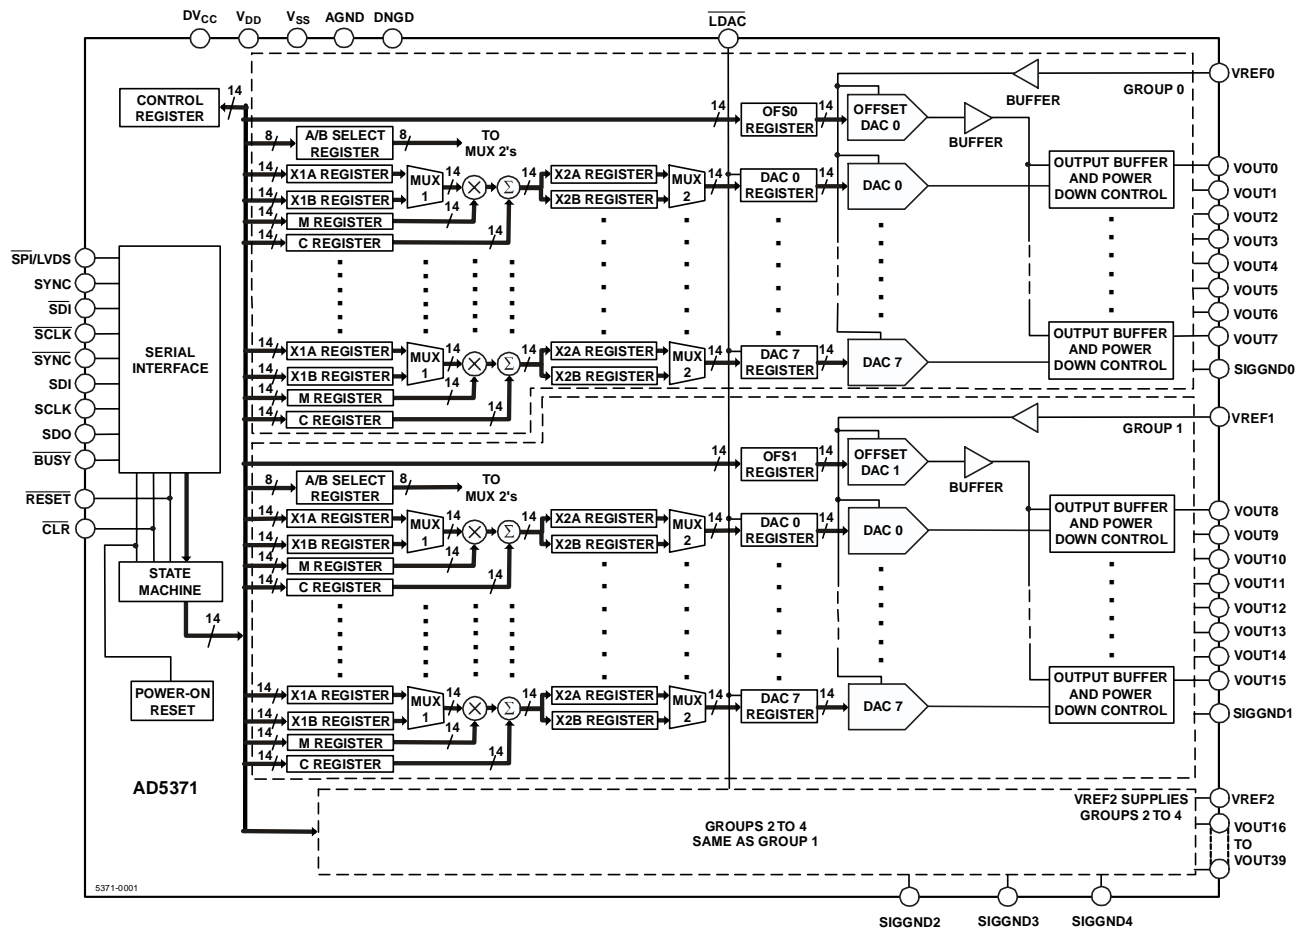 DVCC
VDD
VSS
AGND
DNGD
LDAC
CONTROL
REGISTER
14
8
A/B SELECT
REGISTER
8
TO
MUX 2's
14
OFS0
REGISTER
14
OFFSET
DAC 0
BUFFER
BUFFER
GROUP 0
VREF0
14
X1A REGISTER
14
X1B REGISTER
14
M REGISTER
14
C REGISTER
MUX
1
14
×
Σ
14
14
14
X2A REGISTER
X2B REGISTER
MUX
2
14
DAC 0
REGISTER
14
DAC 0
OUTPUT BUFFER
AND POWER
DOWN CONTROL
VOUT0
VOUT1
VOUT2
VOUT3
VOUT4
VOUT5
VOUT6
VOUT7
SIGGND0
SPI/LVDS
SYNC
SDI
SCLK
SYNC
SDI
SCLK
SDO
BUSY
RESET
CLR
SERIAL
INTERFACE
14
X1A REGISTER
14
X1B REGISTER
14
M REGISTER
14
C REGISTER
MUX
1
14
×
Σ
14
14
14
X2A REGISTER
X2B REGISTER
MUX
2
14
DAC 7
REGISTER
14
DAC 7
OUTPUT BUFFER
AND POWER
DOWN CONTROL
VREF1
GROUP 1
8
A/B SELECT
REGISTER
8
TO
MUX 2's
14
OFS1
REGISTER
14
OFFSET
DAC 1
BUFFER
14
X1A REGISTER
14
X1B REGISTER
14
M REGISTER
14
C REGISTER
MUX
1
14
×
Σ
14
14
14
X2A REGISTER
X2B REGISTER
MUX
2
14
DAC 0
REGISTER
14
DAC 0
OUTPUT BUFFER
AND POWER
DOWN CONTROL
VOUT8
VOUT9
VOUT10
VOUT11
VOUT12
VOUT13
VOUT14
VOUT15
SIGGND1
STATE
MACHINE
14
POWER-ON
RESET
14
X1A REGISTER
14
X1B REGISTER
14
M REGISTER
14
C REGISTER
MUX
1
14
×
Σ
14
14
14
X2A REGISTER
X2B REGISTER
MUX
2
14
DAC 7
REGISTER
14
DAC 7
OUTPUT BUFFER
AND POWER
DOWN CONTROL
AD5371
GROUPS 2 TO 4
SAME AS GROUP 1
VREF2 SUPPLIES
GROUPS 2 TO 4
VREF2
VOUT16
TO
VOUT39
5371-0001
SIGGND2
SIGGND3
SIGGND4